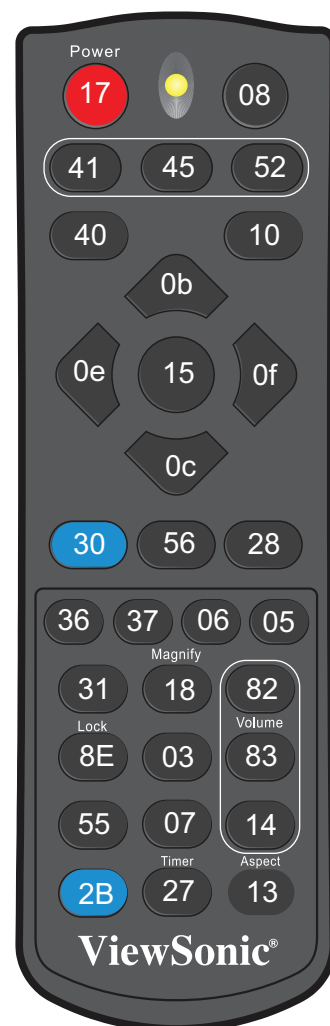 Power
17 08
41 45 52
40 10
0b
0e 15 0f
0c
30 56 28
36 37 06 05
Magnify
31 18 82
Lock Volume
8E 03 83
55 07 14
Timer Aspect
2B 27 13
ViewSonic®